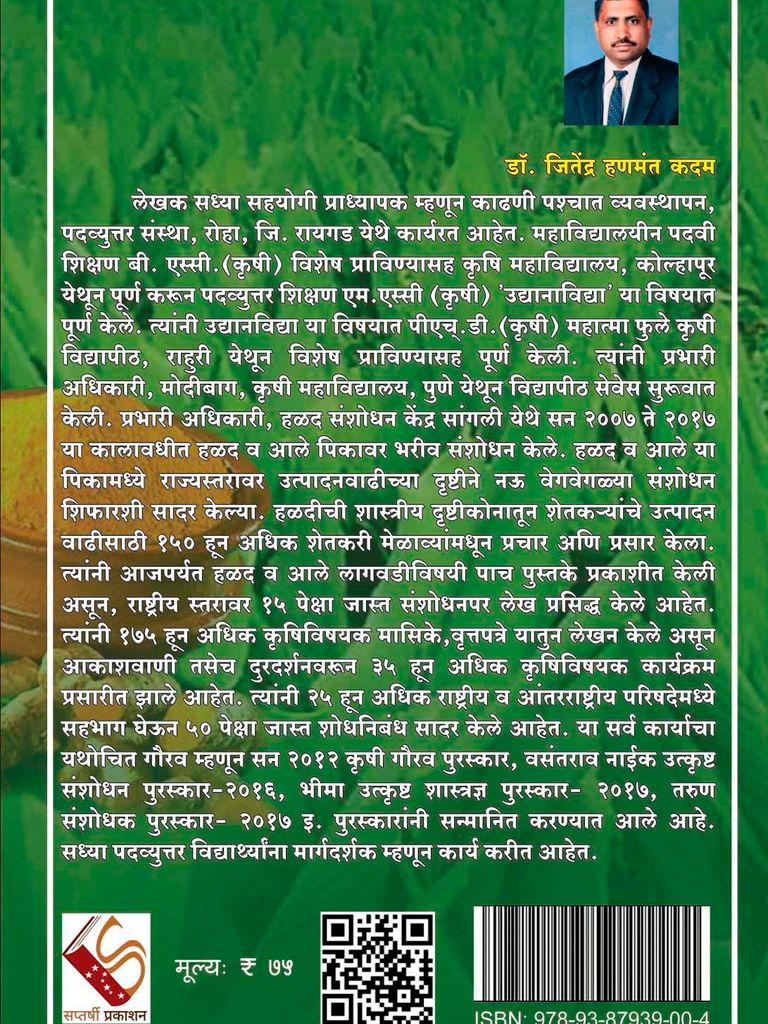 डॉ. जितेंद्र हणमंत कदम
लेखक सध्या सहयोगी प्राध्यापक म्हणून काढणी पश्चात व्यवस्थापन,
पदव्युत्तर संस्था, रोहा, जि. रायगड येथे कार्यरत आहेत. महाविद्यालयीन पदवी
शिक्षण बी. एस्सी.(कृषी) विशेष प्राविण्यासह कृषि महाविद्यालय, कोल्हापूर
येथून पूर्ण करून पदव्युत्तर शिक्षण एम.एस्सी (कृषी) 'उद्यानाविद्या' या विषयात
पूर्ण केले. त्यांनी उद्यानविद्या या विषयात पीएच्.डी.(कृषी) महात्मा फुले कृषी
विद्यापीठ, राहुरी येथून विशेष प्राविण्यासह पूर्ण केली. त्यांनी प्रभारी
अधिकारी, मोदीबाग, कृषी महाविद्यालय, पुणे येथून विद्यापीठ सेवेस सुरूवात
केली. प्रभारी अधिकारी, हळद संशोधन केंद्र सांगली येथे सन २००७ ते २०१७
या कालावधीत हळद व आले पिकावर भरीव संशोधन केले. हळद व आले या
पिकामध्ये राज्यस्तरावर उत्पादनवाढीच्या दृष्टीने नऊ वेगवेगळ्या संशोधन
शिफारशी सादर केल्या. हळदीची शास्त्रीय दृष्टीकोनातून शेतकऱ्यांचे उत्पादन
वाढीसाठी १५० हून अधिक शेतकरी मेळाव्यांमधून प्रचार अणि प्रसार केला.
त्यांनी आजपर्यत हळद व आले लागवडीविषयी पाच पुस्तके प्रकाशीत केली
असून, राष्ट्रीय स्तरावर १५ पेक्षा जास्त संशोधनपर लेख प्रसिद्ध केले आहेत.
त्यांनी १७५ हून अधिक कृषिविषयक मासिके,वृत्तपत्रे यातुन लेखन केले असून
आकाशवाणी तसेच दुरदर्शनवरून ३५ हून अधिक कृषिविषयक कार्यक्रम
प्रसारीत झाले आहेत. त्यांनी २५ हून अधिक राष्ट्रीय व आंतरराष्ट्रीय परिषदेमध्ये
सहभाग घेऊन ५० पेक्षा जास्त शोधनिबंध सादर केले आहेत. या सर्व कार्याचा
यथोचित गौरव म्हणून सन २०१२ कृषी गौरव पुरस्कार, वसंतराव नाईक उत्कृष्ट
संशोधन पुरस्कार-२०१६, भीमा उत्कृष्ट शास्त्रज्ञ पुरस्कार- २०१७, तरुण
संशोधक पुरस्कार- २०१७ इ. पुरस्कारांनी सन्मानित करण्यात आले आहे.
सध्या पदव्युत्तर विद्यार्थ्यांना मार्गदर्शक म्हणून कार्य करीत आहेत.
सप्तर्षी प्रकाशन
मूल्यः ₹ ७५
ISBN: 978-93-87939-00-4